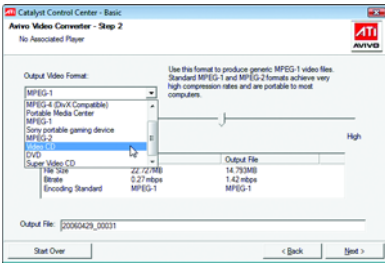 Catalyst Control Center - Basic
Avivo Video Converter - Step 2
No Associated Player
ATI
AVIVO
Output Video Format:
Use this format to produce generic MPEG-1 video files.
Standard MPEG-1 and MPEG-2 formats achieve very
high compression rates and are portable to most
computers.
MPEG-1
MPEG-4 (DivX Compatible)
Portable Media Center
MPEG-1
Sony portable gaming device
MPEG-2
Video CD
DVD
Super Video CD
High
Output File
File Size 22.727MB 14.793MB
Bitrate 0.27 mbps 1.42 mbps
Encoding Standard MPEG-1 MPEG-1
Output File: 20060429_00031
Start Over
< Back
Next >